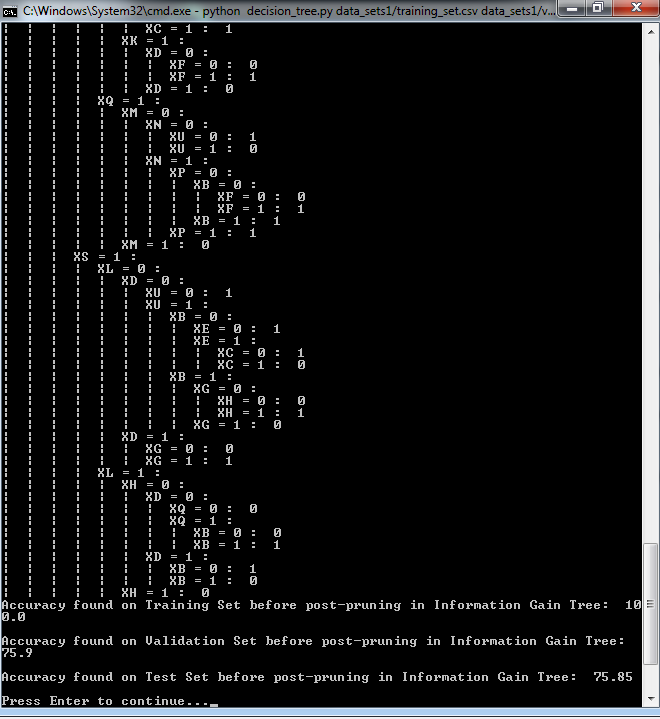 C:\Windows\System32\cmd.exe - python decision_tree.py data_sets1/training_set.csv data_sets1/v...
¦ ¦ ¦ ¦ ¦ ¦ XC = 1 : 1
¦ ¦ ¦ ¦ ¦ XK = 1 :
¦ ¦ ¦ ¦ ¦ ¦ XD = 0 :
¦ ¦ ¦ ¦ ¦ ¦ ¦ XF = 0 : 0
¦ ¦ ¦ ¦ ¦ ¦ ¦ XF = 1 : 1
¦ ¦ ¦ ¦ ¦ ¦ XD = 1 : 0
¦ ¦ ¦ ¦ XQ = 1 :
¦ ¦ ¦ ¦ ¦ XM = 0 :
¦ ¦ ¦ ¦ ¦ ¦ XN = 0 :
¦ ¦ ¦ ¦ ¦ ¦ ¦ XU = 0 : 1
¦ ¦ ¦ ¦ ¦ ¦ ¦ XU = 1 : 0
¦ ¦ ¦ ¦ ¦ ¦ XN = 1 :
¦ ¦ ¦ ¦ ¦ ¦ ¦ XP = 0 :
¦ ¦ ¦ ¦ ¦ ¦ ¦ ¦ XB = 0 :
¦ ¦ ¦ ¦ ¦ ¦ ¦ ¦ ¦ XF = 0 : 0
¦ ¦ ¦ ¦ ¦ ¦ ¦ ¦ ¦ XF = 1 : 1
¦ ¦ ¦ ¦ ¦ ¦ ¦ ¦ XB = 1 : 1
¦ ¦ ¦ ¦ ¦ ¦ ¦ XP = 1 : 1
¦ ¦ ¦ ¦ ¦ XM = 1 : 0
¦ ¦ ¦ XS = 1 :
¦ ¦ ¦ ¦ XL = 0 :
¦ ¦ ¦ ¦ ¦ XD = 0 :
¦ ¦ ¦ ¦ ¦ ¦ XU = 0 : 1
¦ ¦ ¦ ¦ ¦ ¦ XU = 1 :
¦ ¦ ¦ ¦ ¦ ¦ ¦ XB = 0 :
¦ ¦ ¦ ¦ ¦ ¦ ¦ ¦ XE = 0 : 1
¦ ¦ ¦ ¦ ¦ ¦ ¦ ¦ XE = 1 :
¦ ¦ ¦ ¦ ¦ ¦ ¦ ¦ ¦ XC = 0 : 1
¦ ¦ ¦ ¦ ¦ ¦ ¦ ¦ ¦ XC = 1 : 0
¦ ¦ ¦ ¦ ¦ ¦ ¦ XB = 1 :
¦ ¦ ¦ ¦ ¦ ¦ ¦ ¦ XG = 0 :
¦ ¦ ¦ ¦ ¦ ¦ ¦ ¦ ¦ XH = 0 : 0
¦ ¦ ¦ ¦ ¦ ¦ ¦ ¦ ¦ XH = 1 : 1
¦ ¦ ¦ ¦ ¦ ¦ ¦ ¦ XG = 1 : 0
¦ ¦ ¦ ¦ ¦ XD = 1 :
¦ ¦ ¦ ¦ ¦ ¦ XG = 0 : 0
¦ ¦ ¦ ¦ ¦ ¦ XG = 1 : 1
¦ ¦ ¦ ¦ XL = 1 :
¦ ¦ ¦ ¦ ¦ XH = 0 :
¦ ¦ ¦ ¦ ¦ ¦ XD = 0 :
¦ ¦ ¦ ¦ ¦ ¦ ¦ XQ = 0 : 0
¦ ¦ ¦ ¦ ¦ ¦ ¦ XQ = 1 :
¦ ¦ ¦ ¦ ¦ ¦ ¦ ¦ XB = 0 : 0
¦ ¦ ¦ ¦ ¦ ¦ ¦ ¦ XB = 1 : 1
¦ ¦ ¦ ¦ ¦ ¦ XD = 1 :
¦ ¦ ¦ ¦ ¦ ¦ ¦ XB = 0 : 1
¦ ¦ ¦ ¦ ¦ ¦ ¦ XB = 1 : 0
¦ ¦ ¦ ¦ ¦ XH = 1 : 0
Accuracy found on Training Set before post-pruning in Information Gain Tree: 10
0.0
Accuracy found on Validation Set before post-pruning in Information Gain Tree:
75.9
Accuracy found on Test Set before post-pruning in Information Gain Tree: 75.85
Press Enter to continue..._